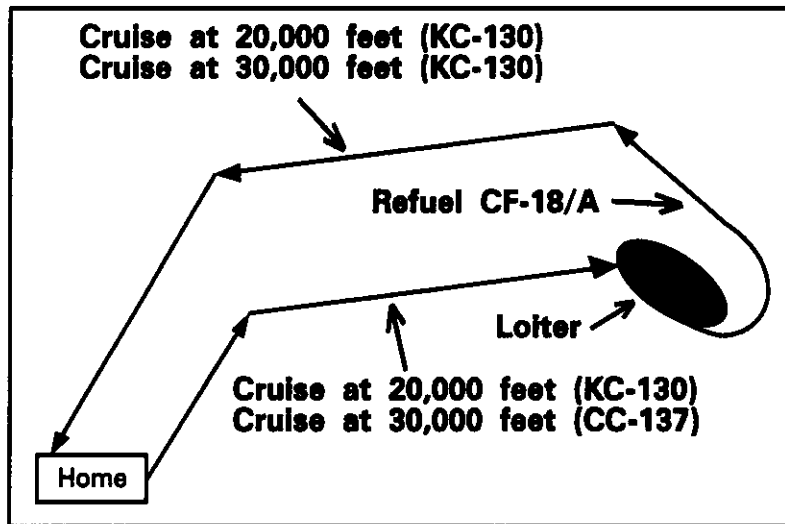 Cruise at 20,000 feet (KC-130)
Cruise at 30,000 feet (KC-130)
Refuel CF-18/A
Loiter
Cruise at 20,000 feet (KC-130)
Cruise at 30,000 feet (CC-137)
Home